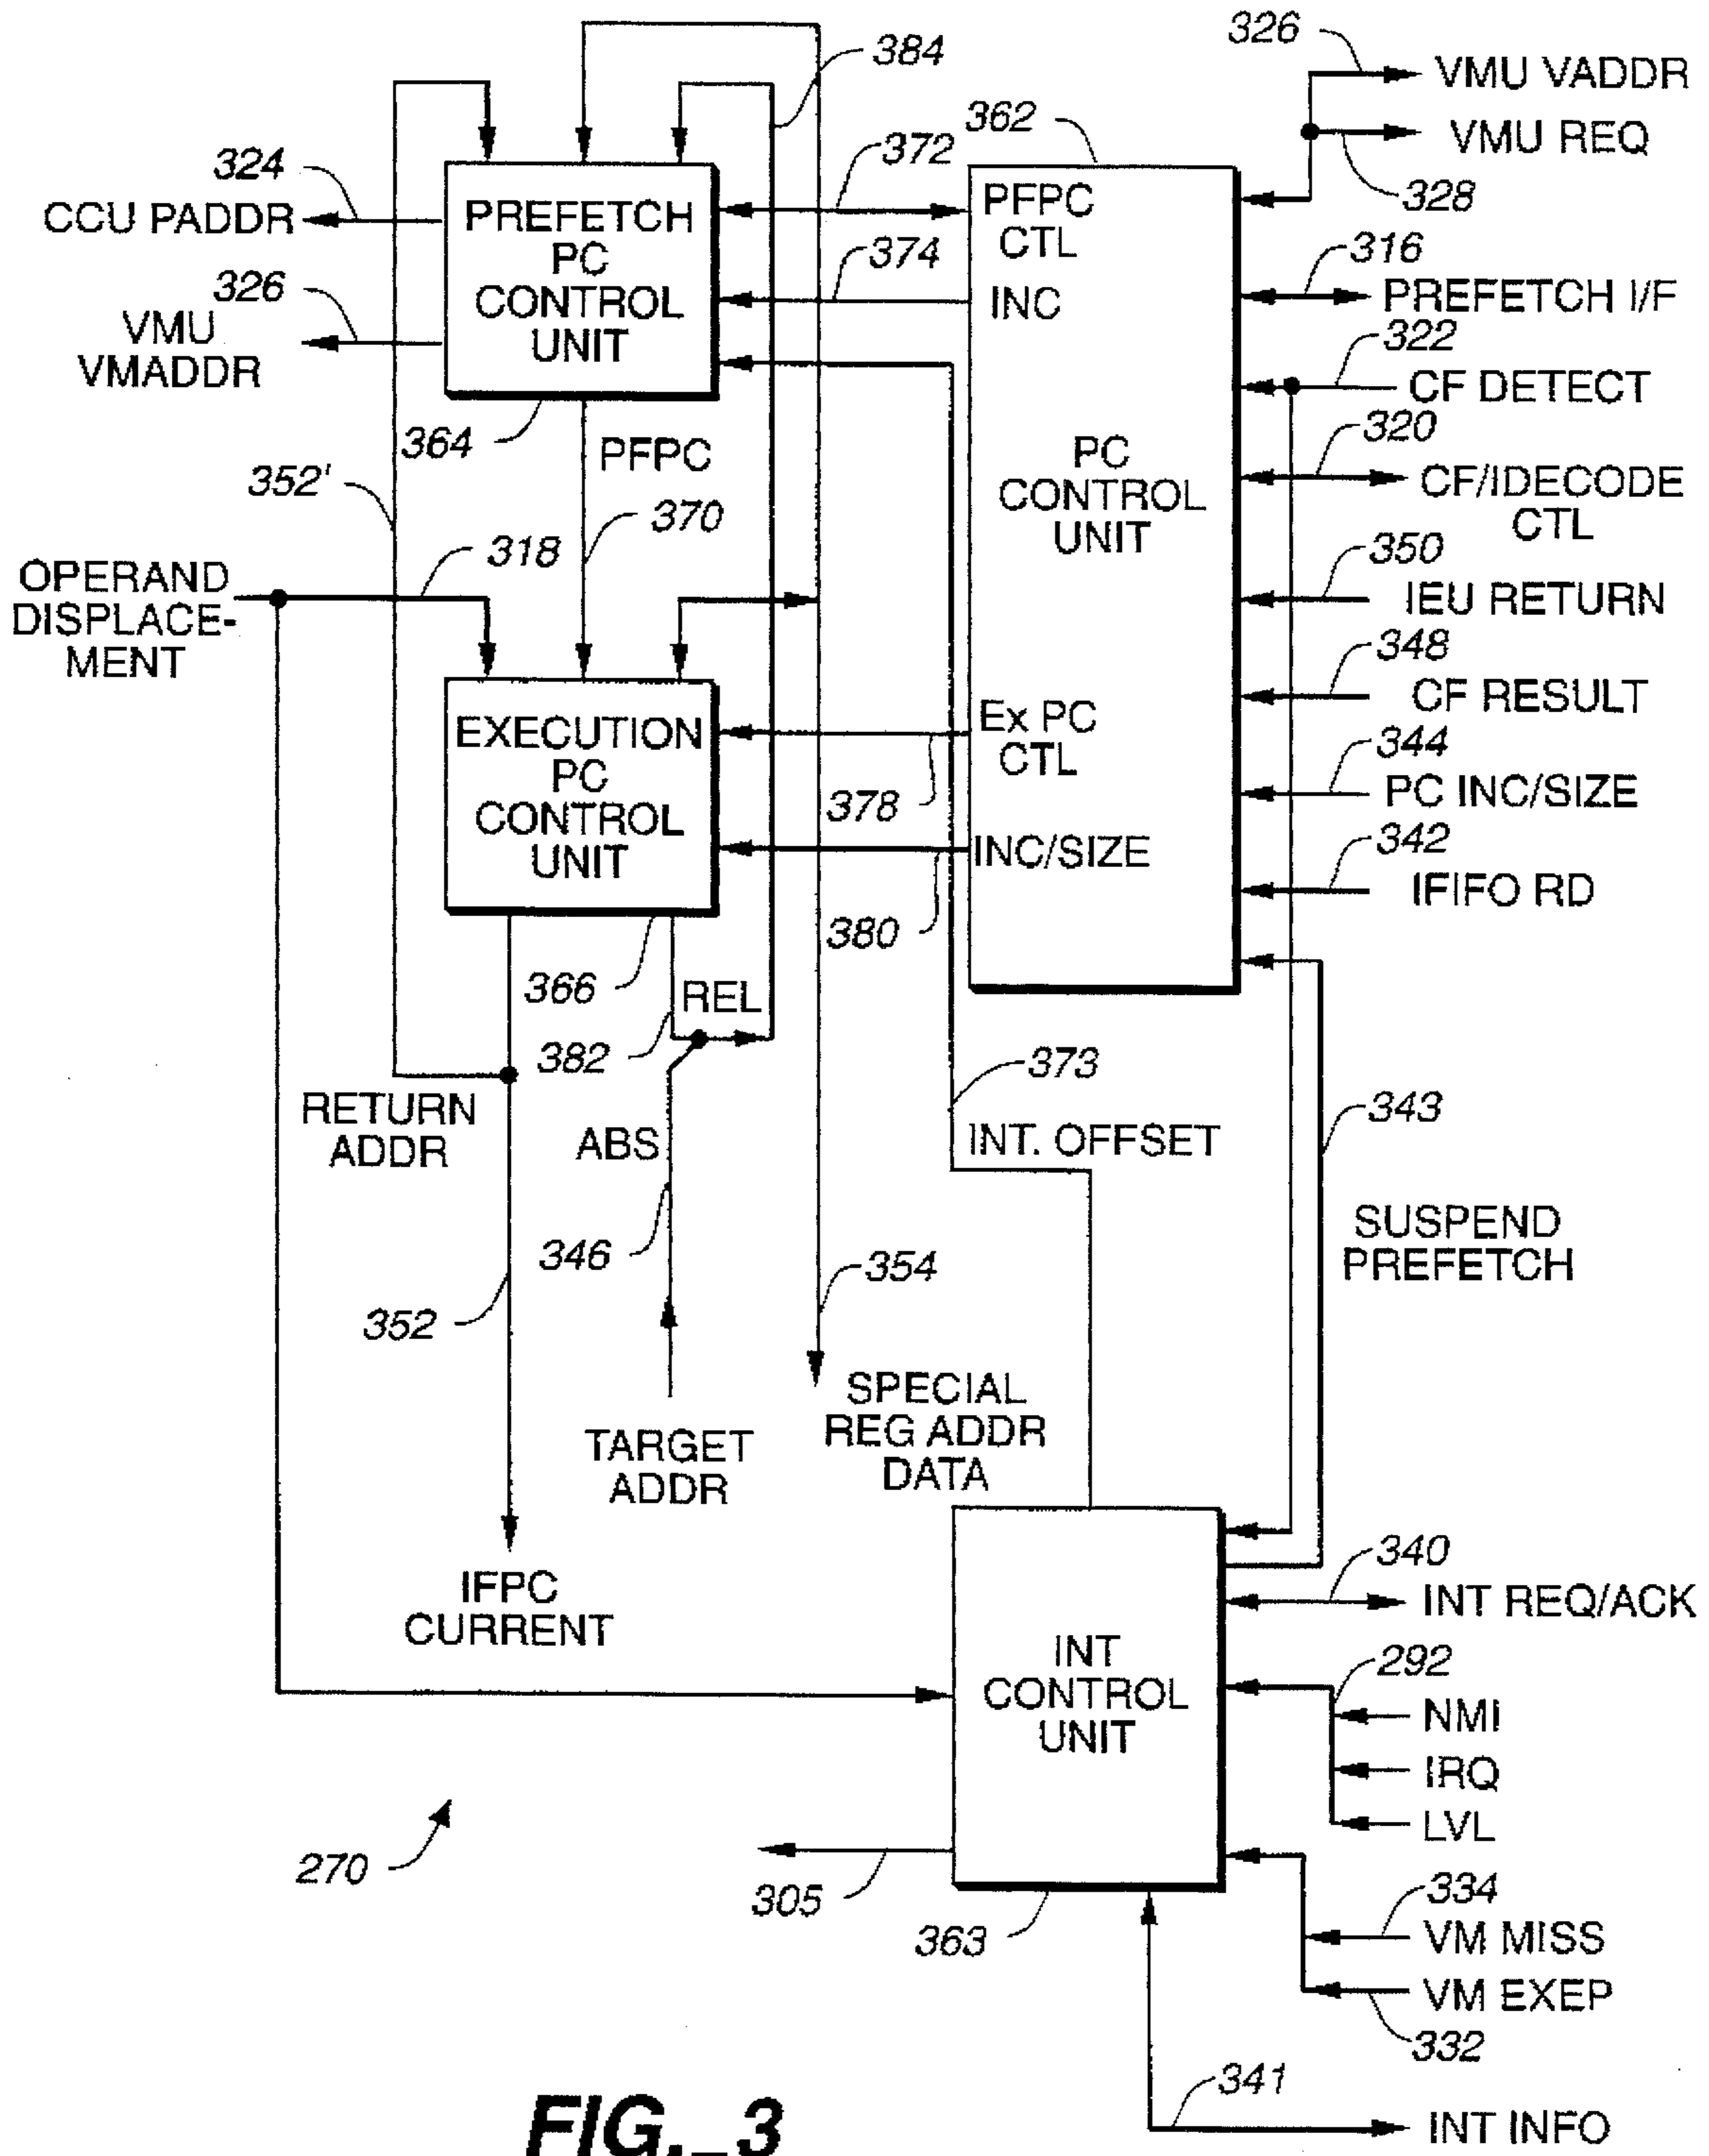 326
VMU VADDR
384
362
VMU REQ
372
328
324
CCU PADDR
PREFETCH
PC
CONTROL
UNIT
PFPC
CTL
374
INC
316
PREFETCH I/F
326
VMU
VMADDR
322
CF DETECT
364
PFPC
320
CF/IDECODE
CTL
352'
370
PC
CONTROL
UNIT
318
OPERAND
DISPLACE-
MENT
350
IEU RETURN
348
CF RESULT
EXECUTION
PC
CONTROL
UNIT
Ex PC
CTL
378
344
PC INC/SIZE
INC/SIZE
342
IFIFO RD
380
366
REL
382
373
343
RETURN
ADDR
ABS
INT. OFFSET
346
SUSPEND
PREFETCH
352
354
TARGET
ADDR
SPECIAL
REG ADDR
DATA
IFPC
CURRENT
340
INT REQ/ACK
INT
CONTROL
UNIT
292
NMI
IRQ
LVL
270
305
363
334
VM MISS
VM EXEP
332
341
INT INFO
FIG._3